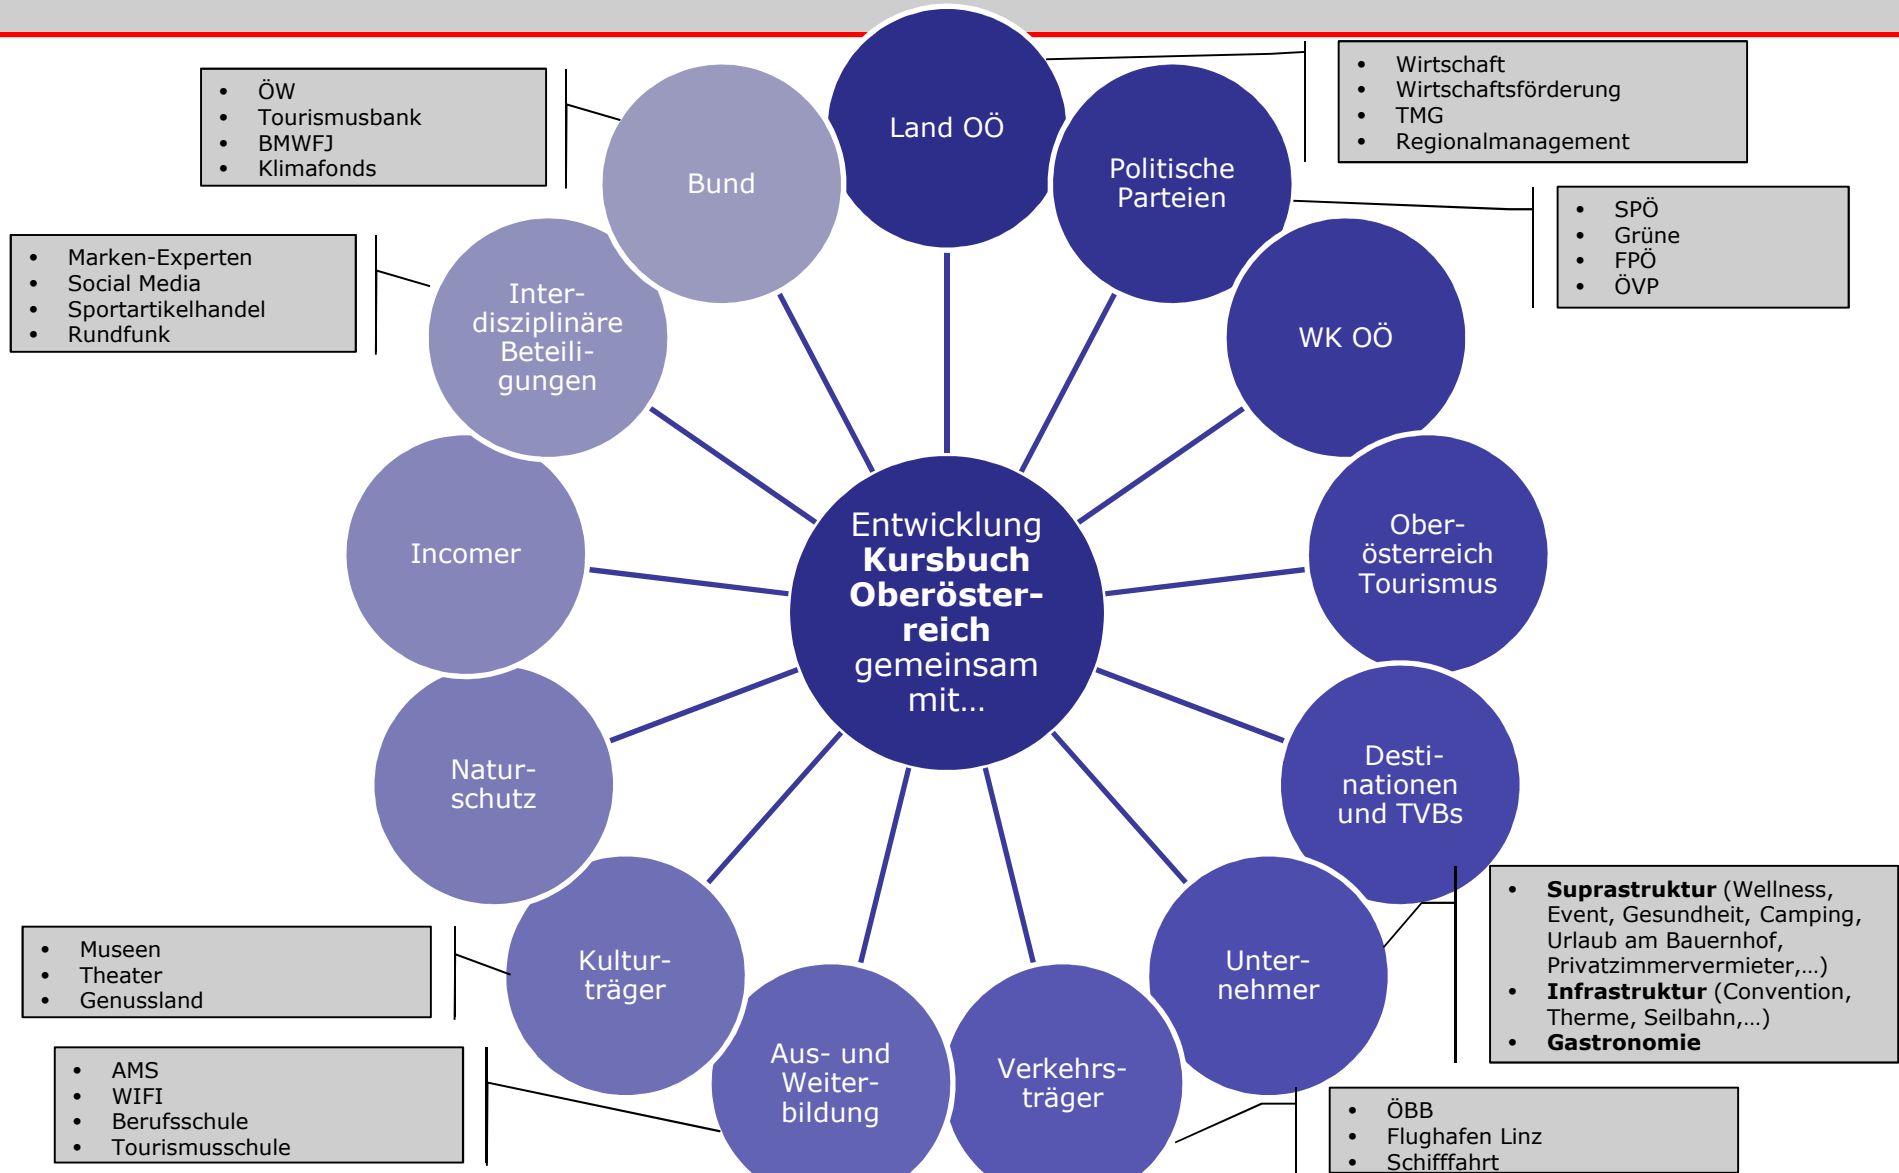 Land OÖ
• Wirtschaft
• Wirtschaftsförderung
• TMG
• Regionalmanagement
Politische
Parteien
• SPÖ
• Grüne
• FPÖ
• ÖVP
WK OÖ
Ober-
österreich
Tourismus
Desti-
nationen
und TVBs
Unter-
nehmer
• Suprastruktur (Wellness,
Event, Gesundheit, Camping,
Urlaub am Bauernhof,
Privatzimmervermieter,...)
• Infrastruktur (Convention,
Therme, Seilbahn,...)
• Gastronomie
Verkehrs-
träger
• ÖBB
• Flughafen Linz
• Schifffahrt
Aus- und
Weiter-
bildung
• AMS
• WIFI
• Berufsschule
• Tourismusschule
Kultur-
träger
• Museen
• Theater
• Genussland
Natur-
schutz
Incomer
Inter-
disziplinäre
Beteili-
gungen
• Marken-Experten
• Social Media
• Sportartikelhandel
• Rundfunk
Bund
• ÖW
• Tourismusbank
• BMWFJ
• Klimafonds
Entwicklung
Kursbuch
Oberöster-
reich
gemeinsam
mit...